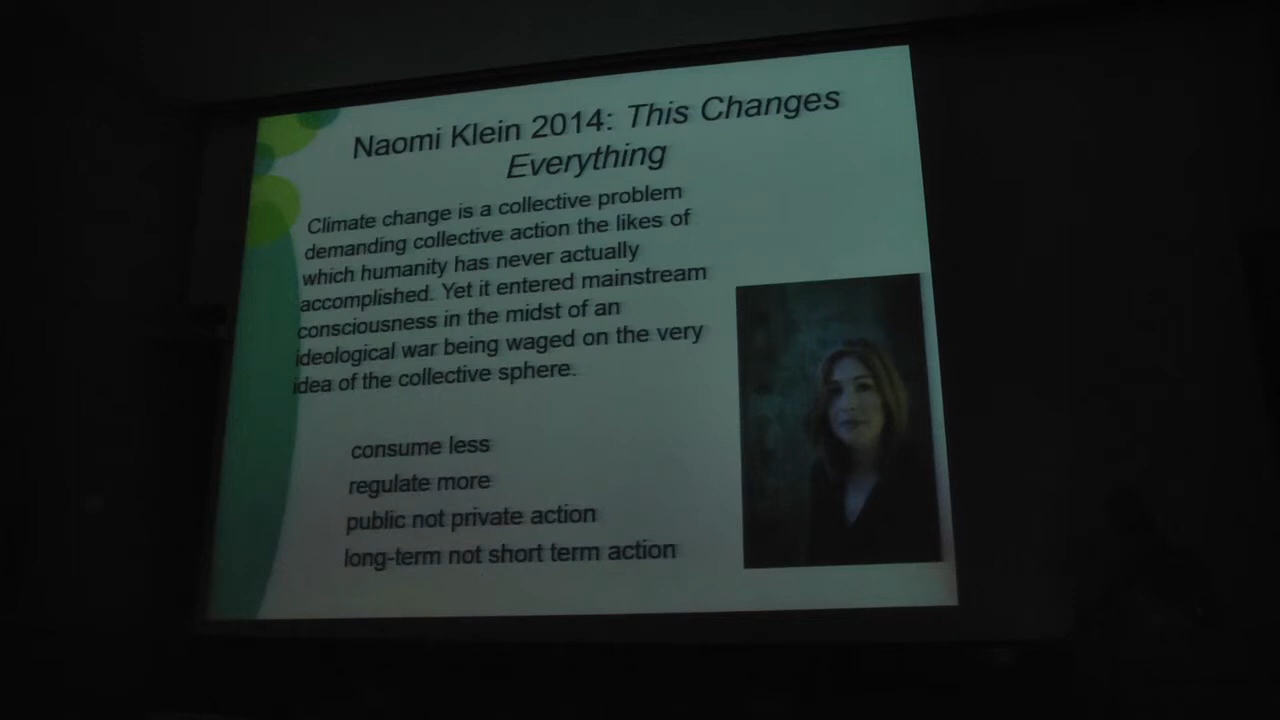 Naomi Klein 2014: This Changes
Everything
Climate change is a collective problem
demanding collective action the likes of
which humanity has never actually
accomplished. Yet it entered mainstream
consciousness in the midst of an
ideological war being waged on the very
idea of the collective sphere.
consume less
regulate more
public not private action
long-term not short term action